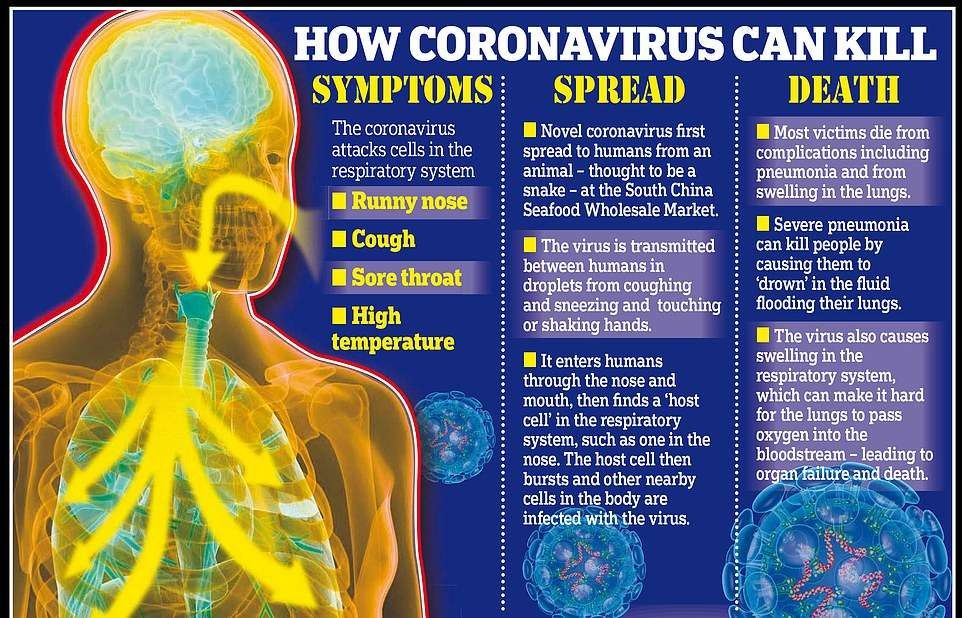 HOW CORONAVIRUS CAN KILL
SYMPTOMS
The coronavirus
attacks cells in the
respiratory system
■ Runny nose
■ Cough
■ Sore throat
■ High
temperature
SPREAD
■ Novel coronavirus first
spread to humans from an
animal – thought to be a
snake – at the South China
Seafood Wholesale Market.
■ The virus is transmitted
between humans in
droplets from coughing
and sneezing and touching
or shaking hands.
■ It enters humans
through the nose and
mouth, then finds a ‘host
cell’ in the respiratory
system, such as one in the
nose. The host cell then
bursts and other nearby
cells in the body are
infected with the virus.
DEATH
■ Most victims die from
complications including
pneumonia and from
swelling in the lungs.
■ Severe pneumonia
can kill people by
causing them to
‘drown’ in the fluid
flooding their lungs.
■ The virus also causes
swelling in the
respiratory system,
which can make it hard
for the lungs to pass
oxygen into the
bloodstream – leading to
organ failure and death.